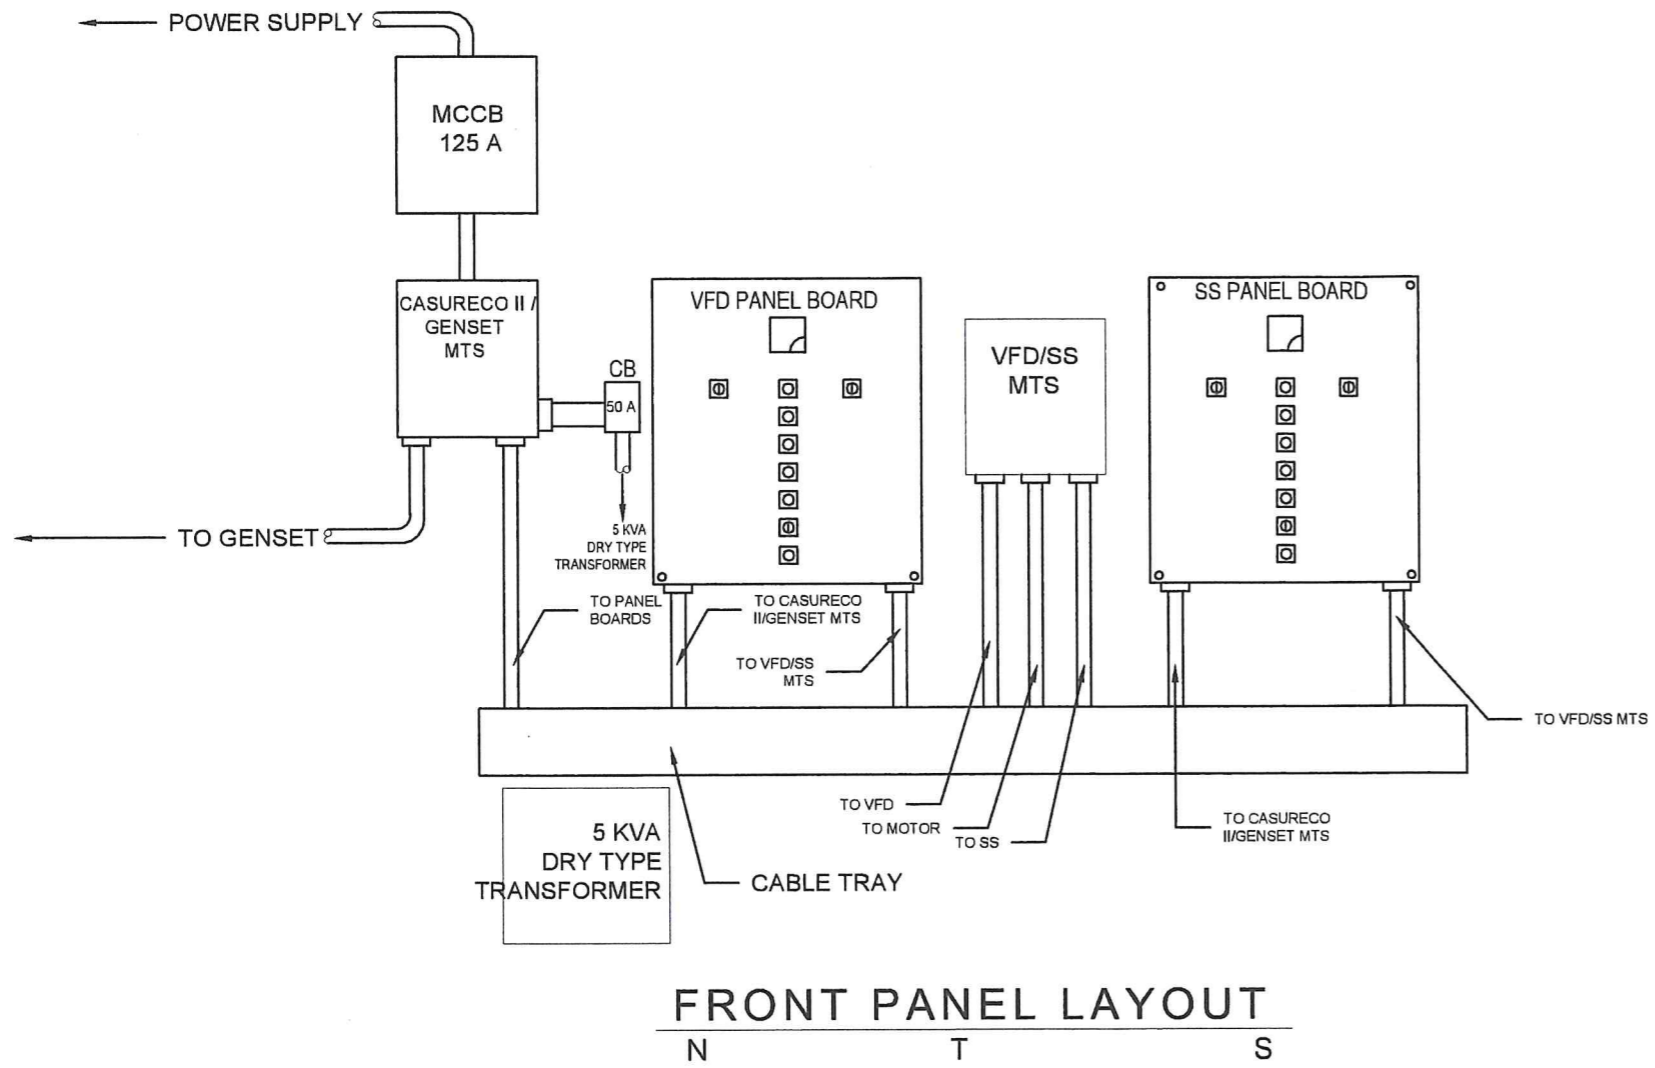 POWER SUPPLY
MCCB
125 A
CASURECO II /
GENSET
MTS
CB
50 A
5 KVA
DRY TYPE
TRANSFORMER
TO GENSET
VFD PANEL BOARD
VFD/SS
MTS
SS PANEL BOARD
TO PANEL
BOARDS
TO CASURECO
II/GENSET MTS
TO VFD/SS
MTS
TO VFD/SS MTS
TO VFD
TO MOTOR
TO SS
TO CASURECO
II/GENSET MTS
5 KVA
DRY TYPE
TRANSFORMER
CABLE TRAY
FRONT PANEL LAYOUT
N T S